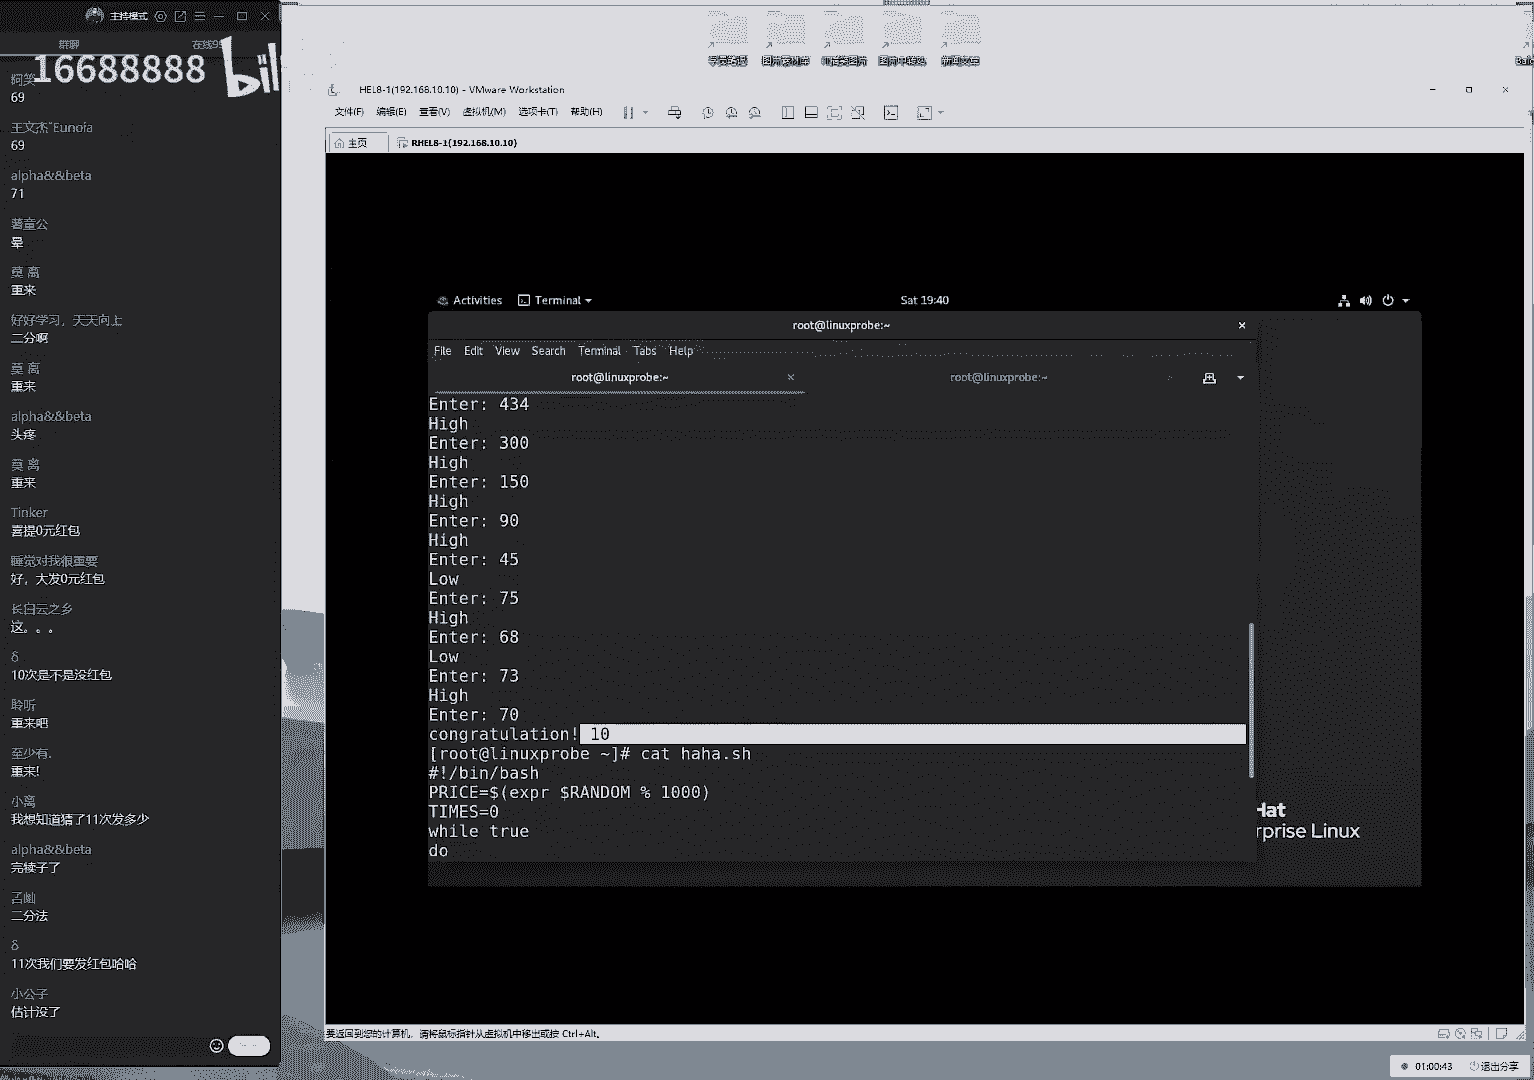 主持模式
群聊
16688888
bil
柯笑
69
王文杰~Eunoia
69
alpha&&beta
71
薯童公
晕
莫 离
重来
好好学习，天天向上
二分啊
莫 离
重来
alpha&&beta
头疼
莫 离
重来
Tinker
喜提0元红包
睡觉对我很重要
好，大发0元红包
长白云之乡
这。。。
δ
10次是不是没红包
聆听
重来吧
至少有.
重来!
小离
我想知道猜了11次发多少
alpha&&beta
完犊子了
二分法
δ
11次我们要发红包哈哈
小公子
估计没了
HEL8-1(192.168.10.10) - VMware Workstation
文件(F) 编辑(E) 查看(V) 虚拟机(M) 选项卡(T) 帮助(H)
主页
RHEL8-1(192.168.10.10)
Activities Terminal Sat 19:40
root@linuxprobe:~
File Edit View Search Terminal Tabs Help
root@linuxprobe:~ root@linuxprobe:~
Enter: 434
High
Enter: 300
High
Enter: 150
High
Enter: 90
High
Enter: 45
Low
Enter: 75
High
Enter: 68
Low
Enter: 73
High
Enter: 70
congratulation! 10
[root@linuxprobe ~]# cat haha.sh
#!/bin/bash
PRICE=$(expr $RANDOM % 1000)
TIMES=0
while true
do
Hat
rprise Linux
要返回到您的计算机，请将鼠标指针从虚拟机中移出或按 Ctrl+Alt。
01:00:43 退出分享